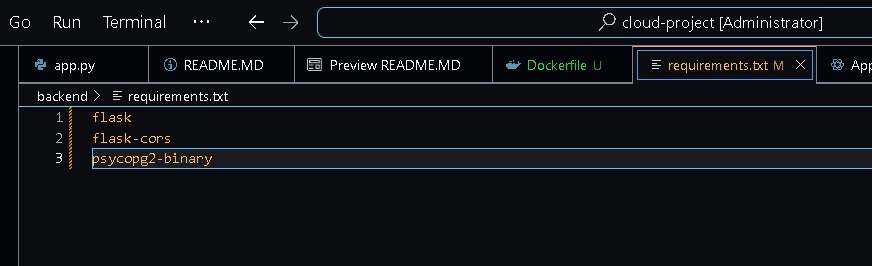 Go Run Terminal ··· cloud-project [Administrator]
app.py README.MD Preview README.MD Dockerfile U requirements.txt M App
backend > requirements.txt
1 flask
2 flask-cors
3 psycopg2-binary